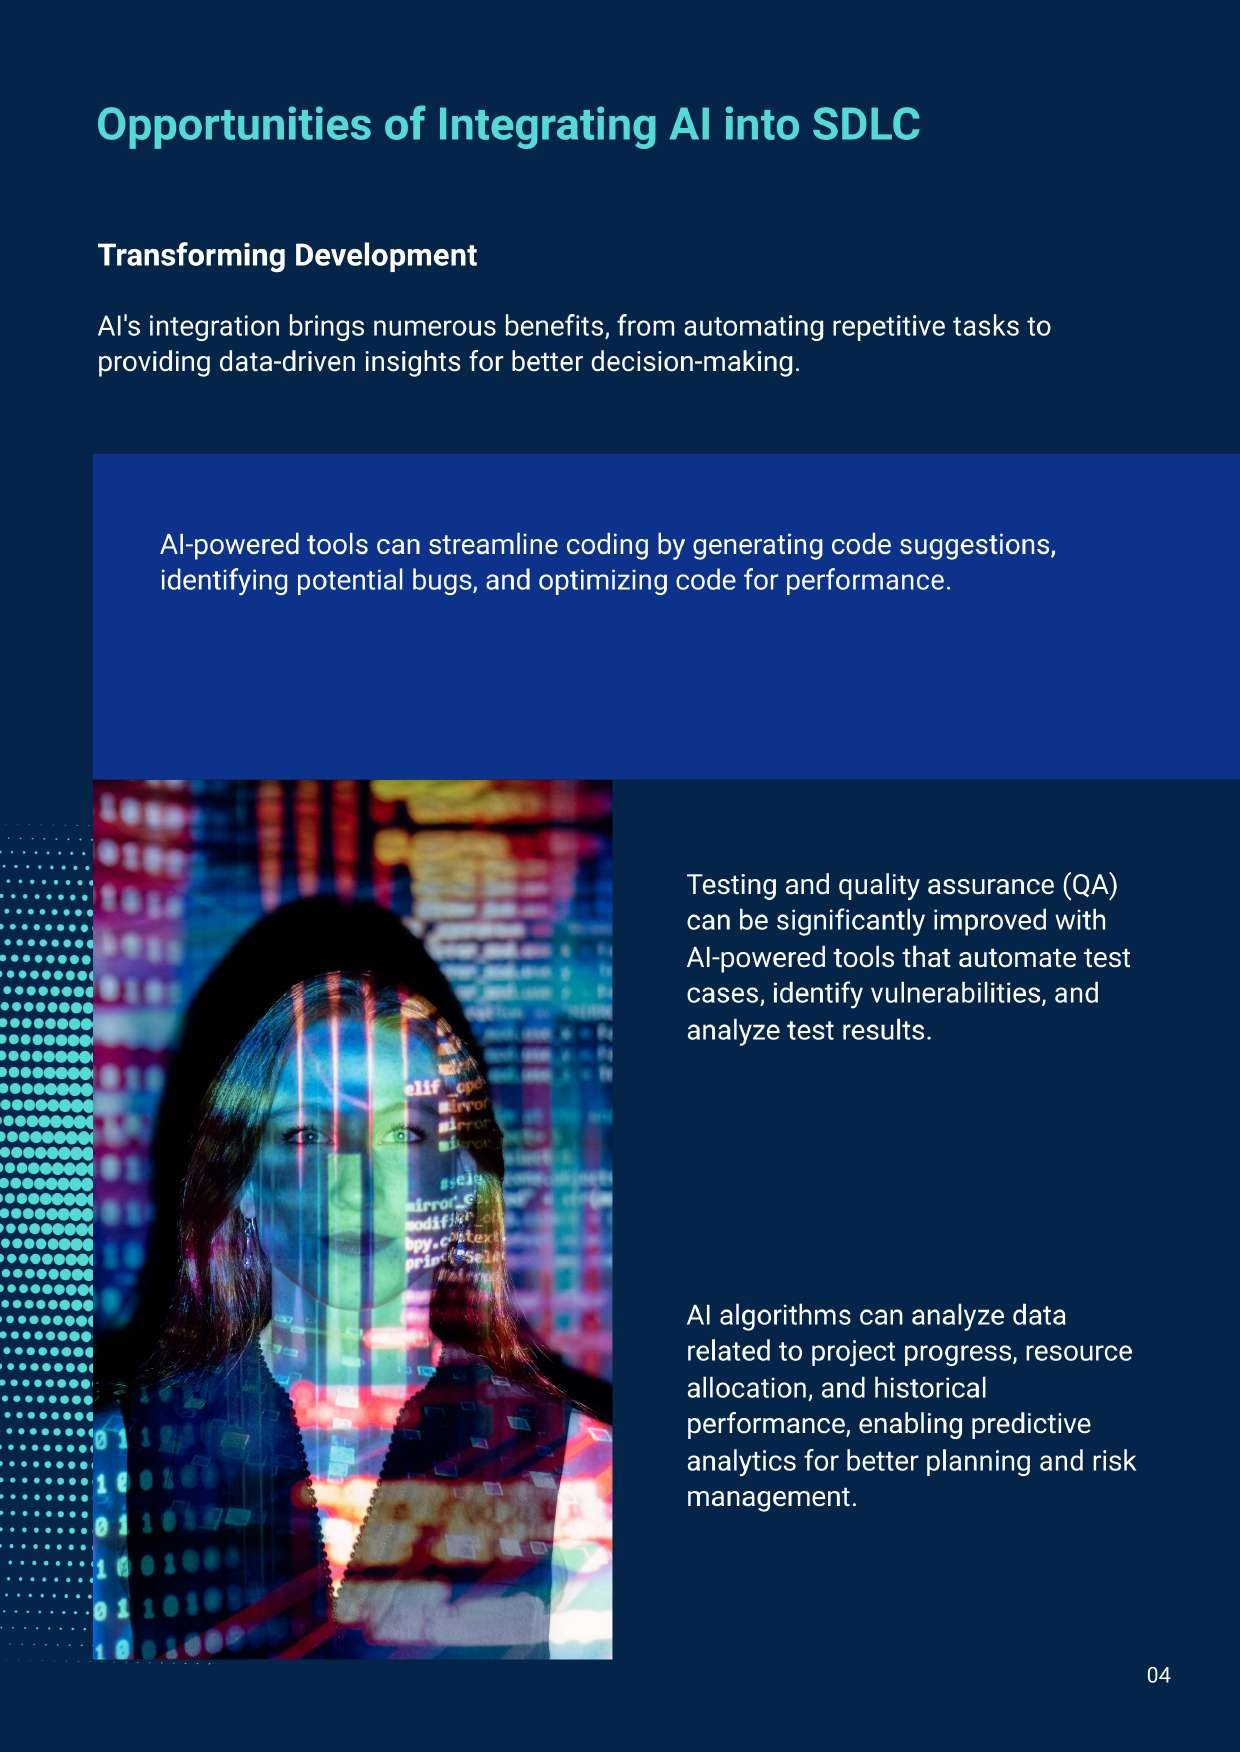 Opportunities of Integrating AI into SDLC
Transforming Development
AI's integration brings numerous benefits, from automating repetitive tasks to
providing data-driven insights for better decision-making.
AI-powered tools can streamline coding by generating code suggestions,
identifying potential bugs, and optimizing code for performance.
Testing and quality assurance (QA)
can be significantly improved with
AI-powered tools that automate test
cases, identify vulnerabilities, and
analyze test results.
elif
AI algorithms can analyze data
related to project progress, resource
allocation, and historical
performance, enabling predictive
analytics for better planning and risk
management.
04